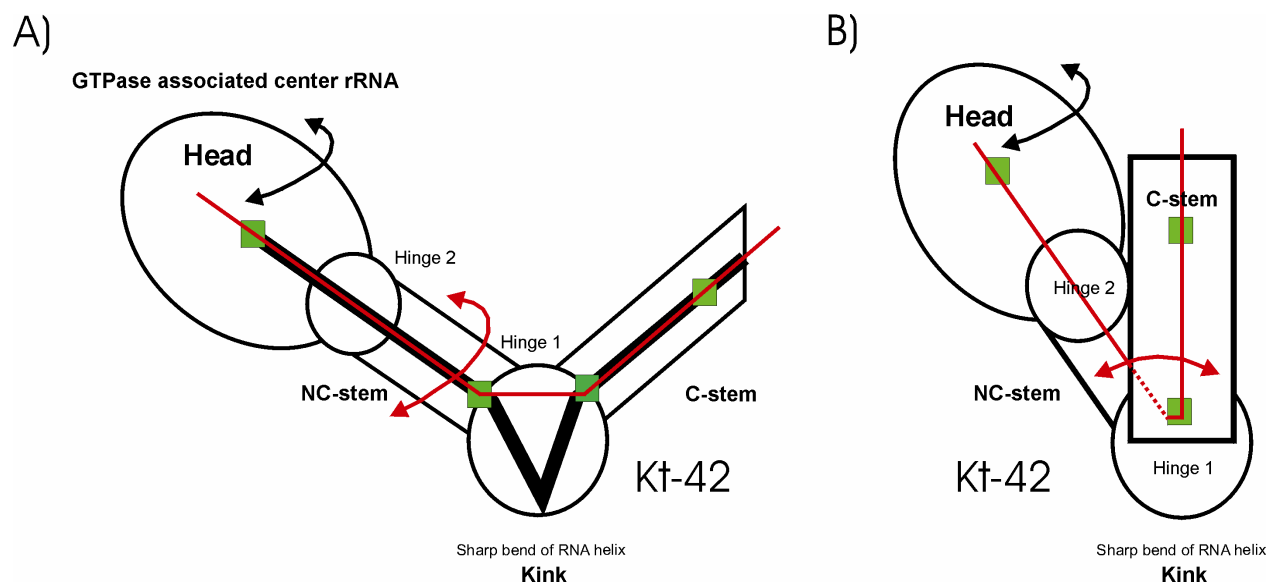 A)
GTPase associated center rRNA
Head
Hinge 2
Hinge 1
NC-stem
C-stem
Kt-42
Sharp bend of RNA helix
Kink
B)
Head
C-stem
Hinge 2
NC-stem
Kt-42
Hinge 1
Sharp bend of RNA helix
Kink